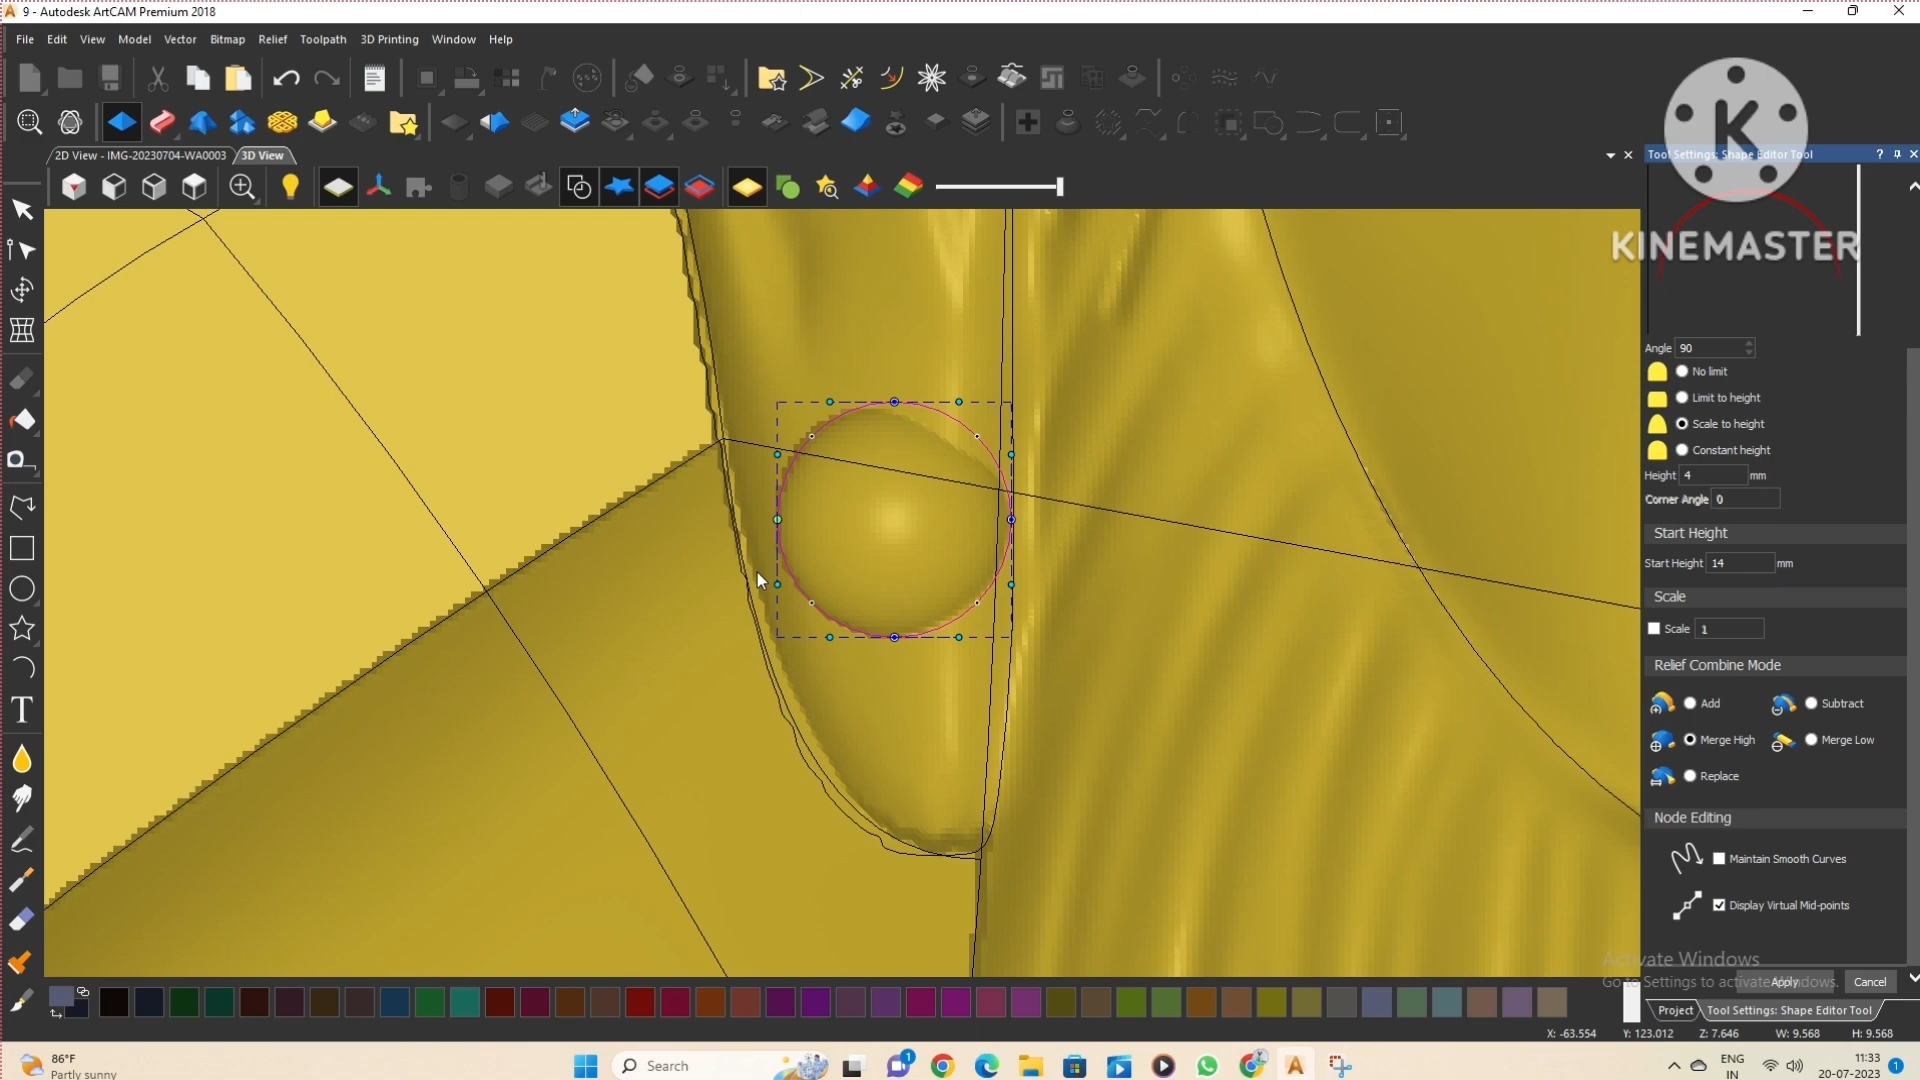 9 - Autodesk ArtCAM Premium 2018
File Edit View Model Vector Bitmap Relief Toolpath 3D Printing Window Help
2D View - IMG-20230704-WA0003 3D View
Tool Settings: Shape Editor Tool
K
KINEMASTER
Angle 90
No limit
Limit to height
Scale to height
Constant height
Height 4 mm
Corner Angle 0
Start Height
Start Height 14 mm
Scale
Scale 1
Relief Combine Mode
Add Subtract
Merge High Merge Low
Replace
Node Editing
Maintain Smooth Curves
Display Virtual Mid-points
Activate Windows
Go to Settings to activate Windows.
Apply Cancel
Project Tool Settings: Shape Editor Tool
X: -63.554 Y: 123.012 Z: 7.646 W: 9.568 H: 9.568
86°F
Partly sunny
Search
1
ENG
IN
11:33
20-07-2023
1